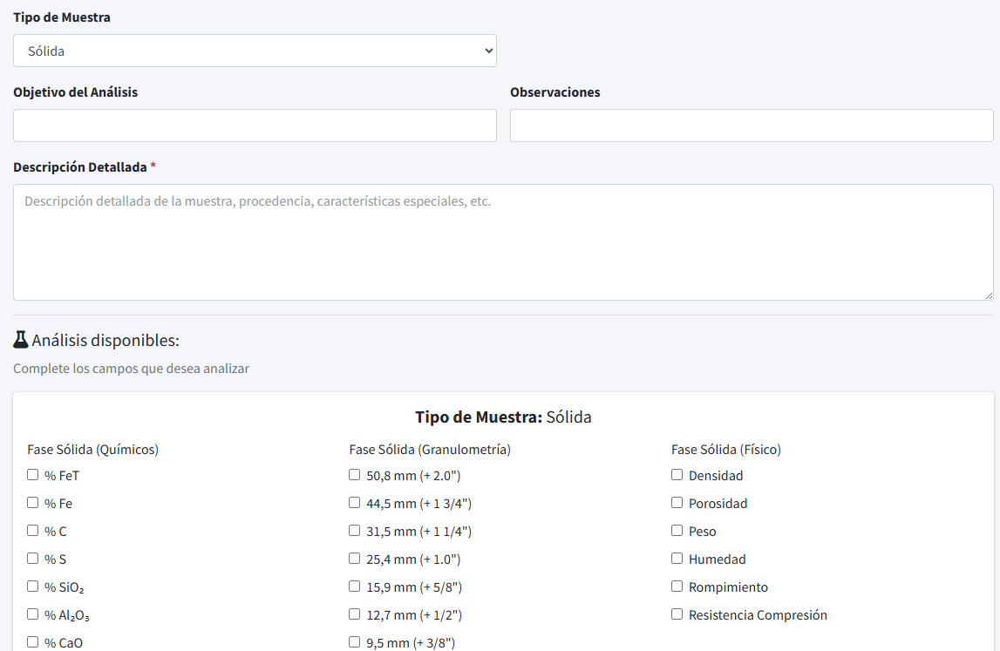 Tipo de Muestra
Sólida
Objetivo del Análisis
Observaciones
Descripción Detallada *
Descripción detallada de la muestra, procedencia, características especiales, etc.
Análisis disponibles:
Complete los campos que desea analizar
Tipo de Muestra: Sólida
Fase Sólida (Químicos)
% FeT
% Fe
% C
% S
% SiO₂
% Al₂O₃
% CaO
Fase Sólida (Granulometría)
50,8 mm (+ 2.0")
44,5 mm (+ 1 3/4")
31,5 mm (+ 1 1/4")
25,4 mm (+ 1.0")
15,9 mm (+ 5/8")
12,7 mm (+ 1/2")
9,5 mm (+ 3/8")
Fase Sólida (Físico)
Densidad
Porosidad
Peso
Humedad
Rompimiento
Resistencia Compresión